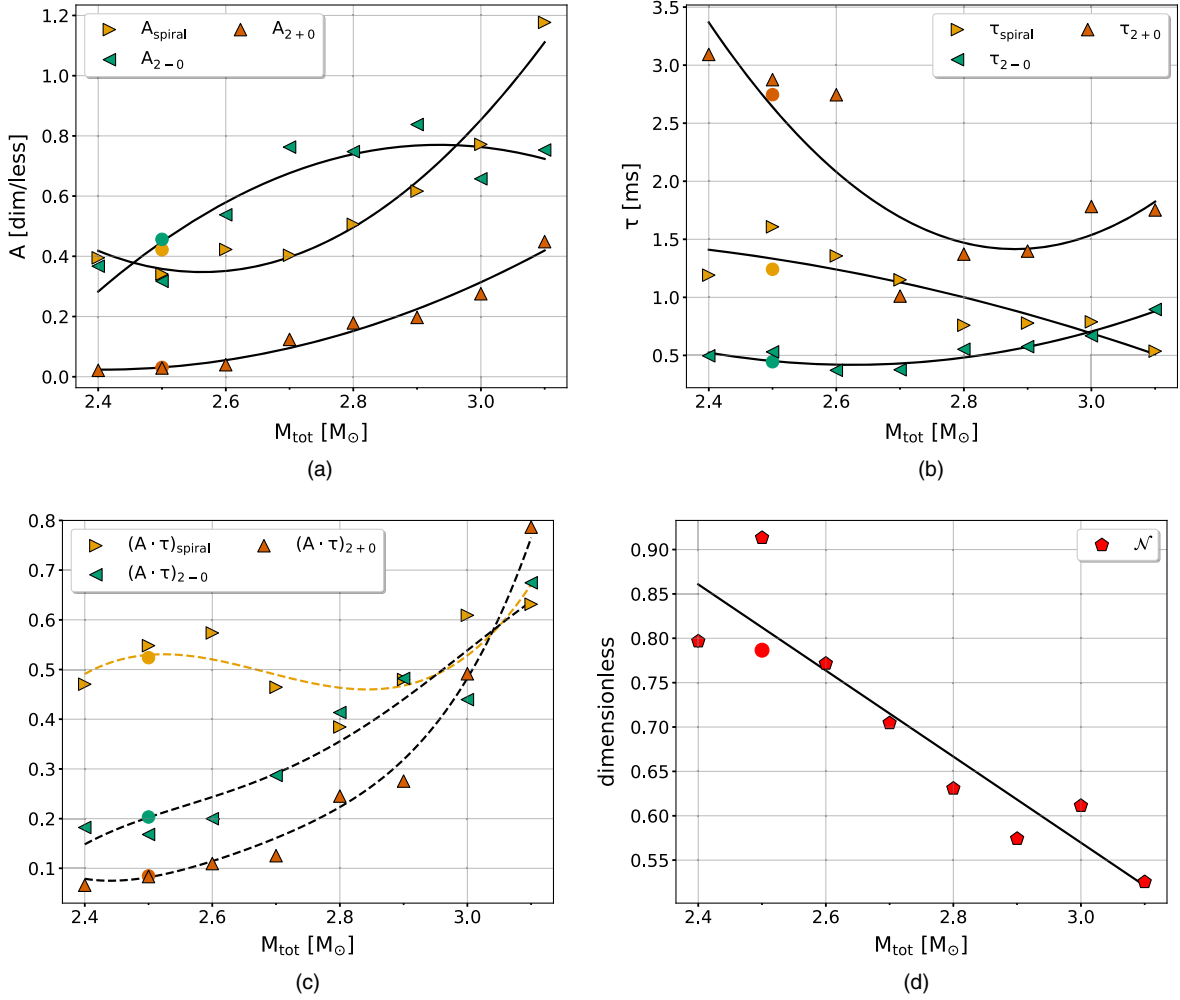 1.2
1.0
0.8
0.6
0.4
0.2
0.0
A [dim/less]
A_spiral
A_2−0
A_2+0
2.4 2.6 2.8 3.0
M_tot [M_⊙]
(a)
3.5
3.0
2.5
2.0
1.5
1.0
0.5
τ [ms]
τ_spiral
τ_2−0
τ_2+0
2.4 2.6 2.8 3.0
M_tot [M_⊙]
(b)
0.8
0.7
0.6
0.5
0.4
0.3
0.2
0.1
(A · τ)_spiral
(A · τ)_2−0
(A · τ)_2+0
2.4 2.6 2.8 3.0
M_tot [M_⊙]
(c)
0.90
0.85
0.80
0.75
0.70
0.65
0.60
0.55
dimensionless
𝒩
2.4 2.6 2.8 3.0
M_tot [M_⊙]
(d)